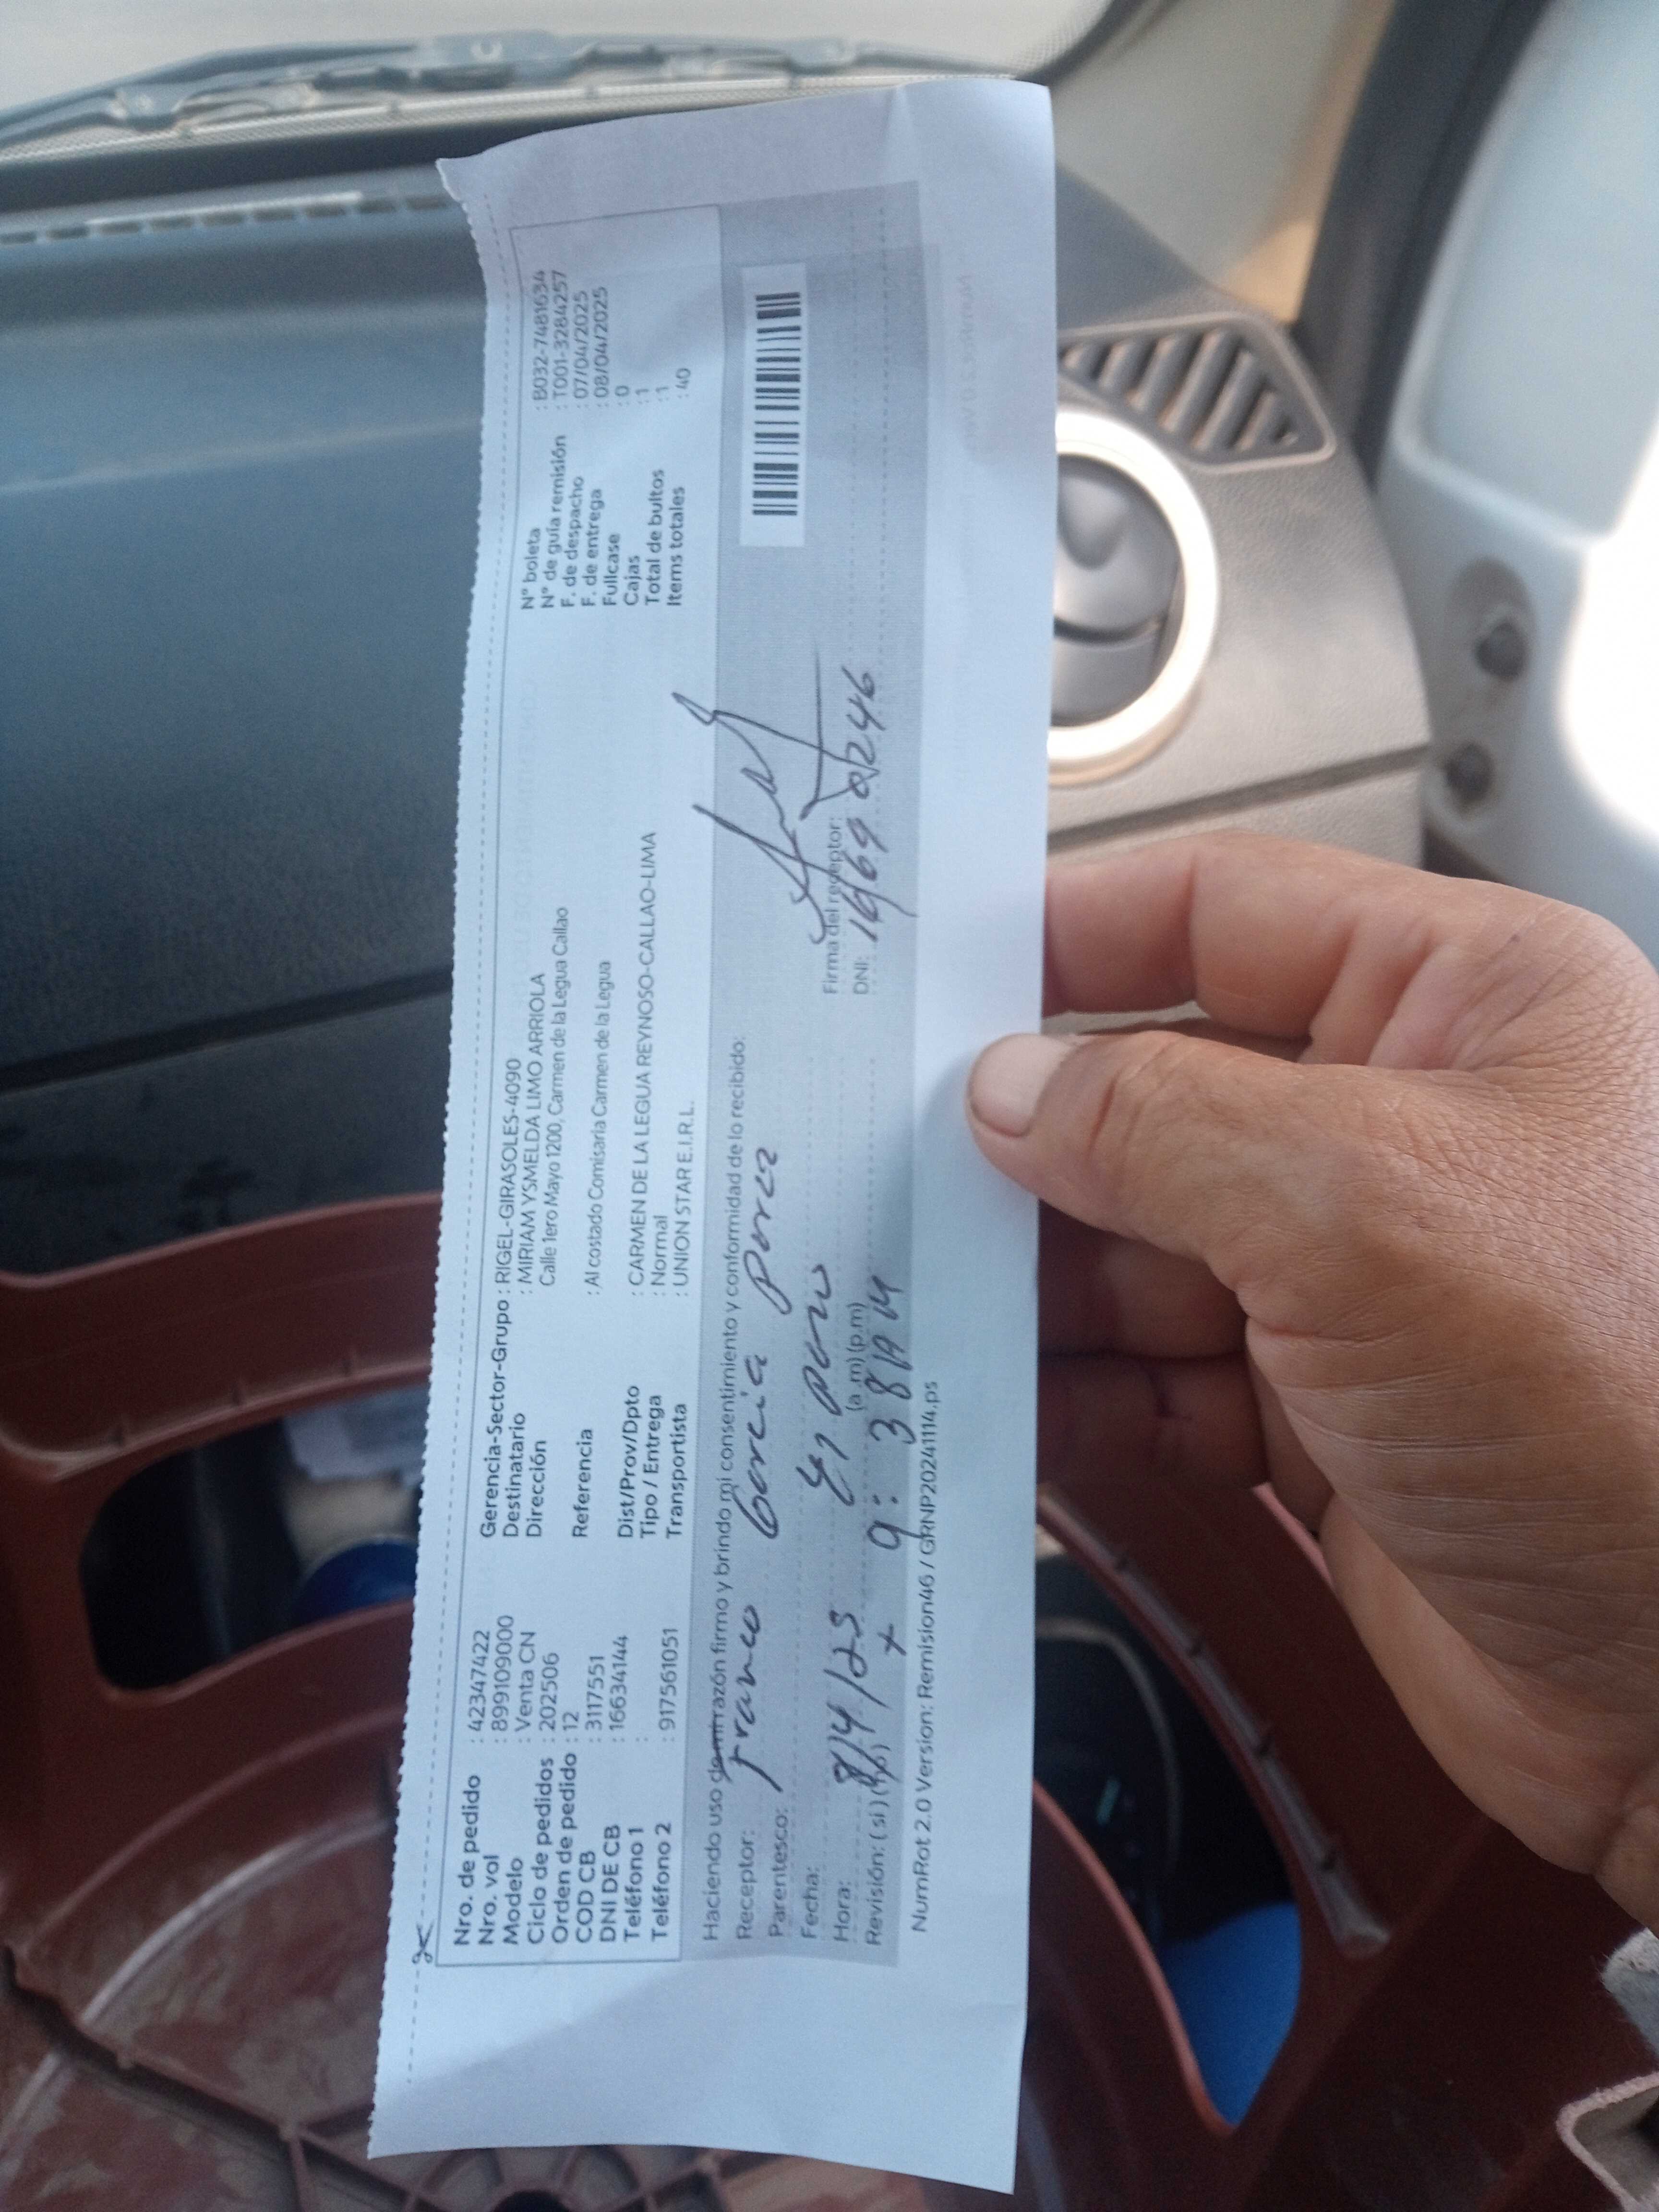 Nro. de pedido : 42347422
Nro. vol : 899109000
Modelo : Venta CN
Ciclo de pedidos : 202506
Orden de pedido : 12
COD CB : 3117551
DNI DE CB : 16634144
Teléfono 1 :
Teléfono 2 : 917561051
Gerencia-Sector-Grupo : RIGEL-GIRASOLES-4090
Destinatario : MIRIAM YSMELDA LIMO ARRIOLA
Dirección Calle 1ero Mayo 1200, Carmen de la Legua Callao
Referencia : Al costado Comisaria Carmen de la Legua
Dist/Prov/Dpto : CARMEN DE LA LEGUA REYNOSO-CALLAO-LIMA
Tipo / Entrega : Normal
Transportista : UNION STAR E.I.R.L.
N° boleta : B032-7481634
N° de guía remisión : T001-3284257
F. de despacho : 07/04/2025
F. de entrega : 08/04/2025
Fullcase : 0
Cajas : 1
Total de bultos : 1
Items totales : 40
Haciendo uso de mi razón firmo y brindo mi consentimiento y conformidad de lo recibido:
Receptor: Franco Garcia
Parentesco:
Fecha: 8/4/25
Hora: 9:38 AM (a.m) (p.m)
Revisión: ( si ) (no)
Firma del receptor:
DNI:
NumRot 2.0 Version: Remision46 / GRNP20241114.ps